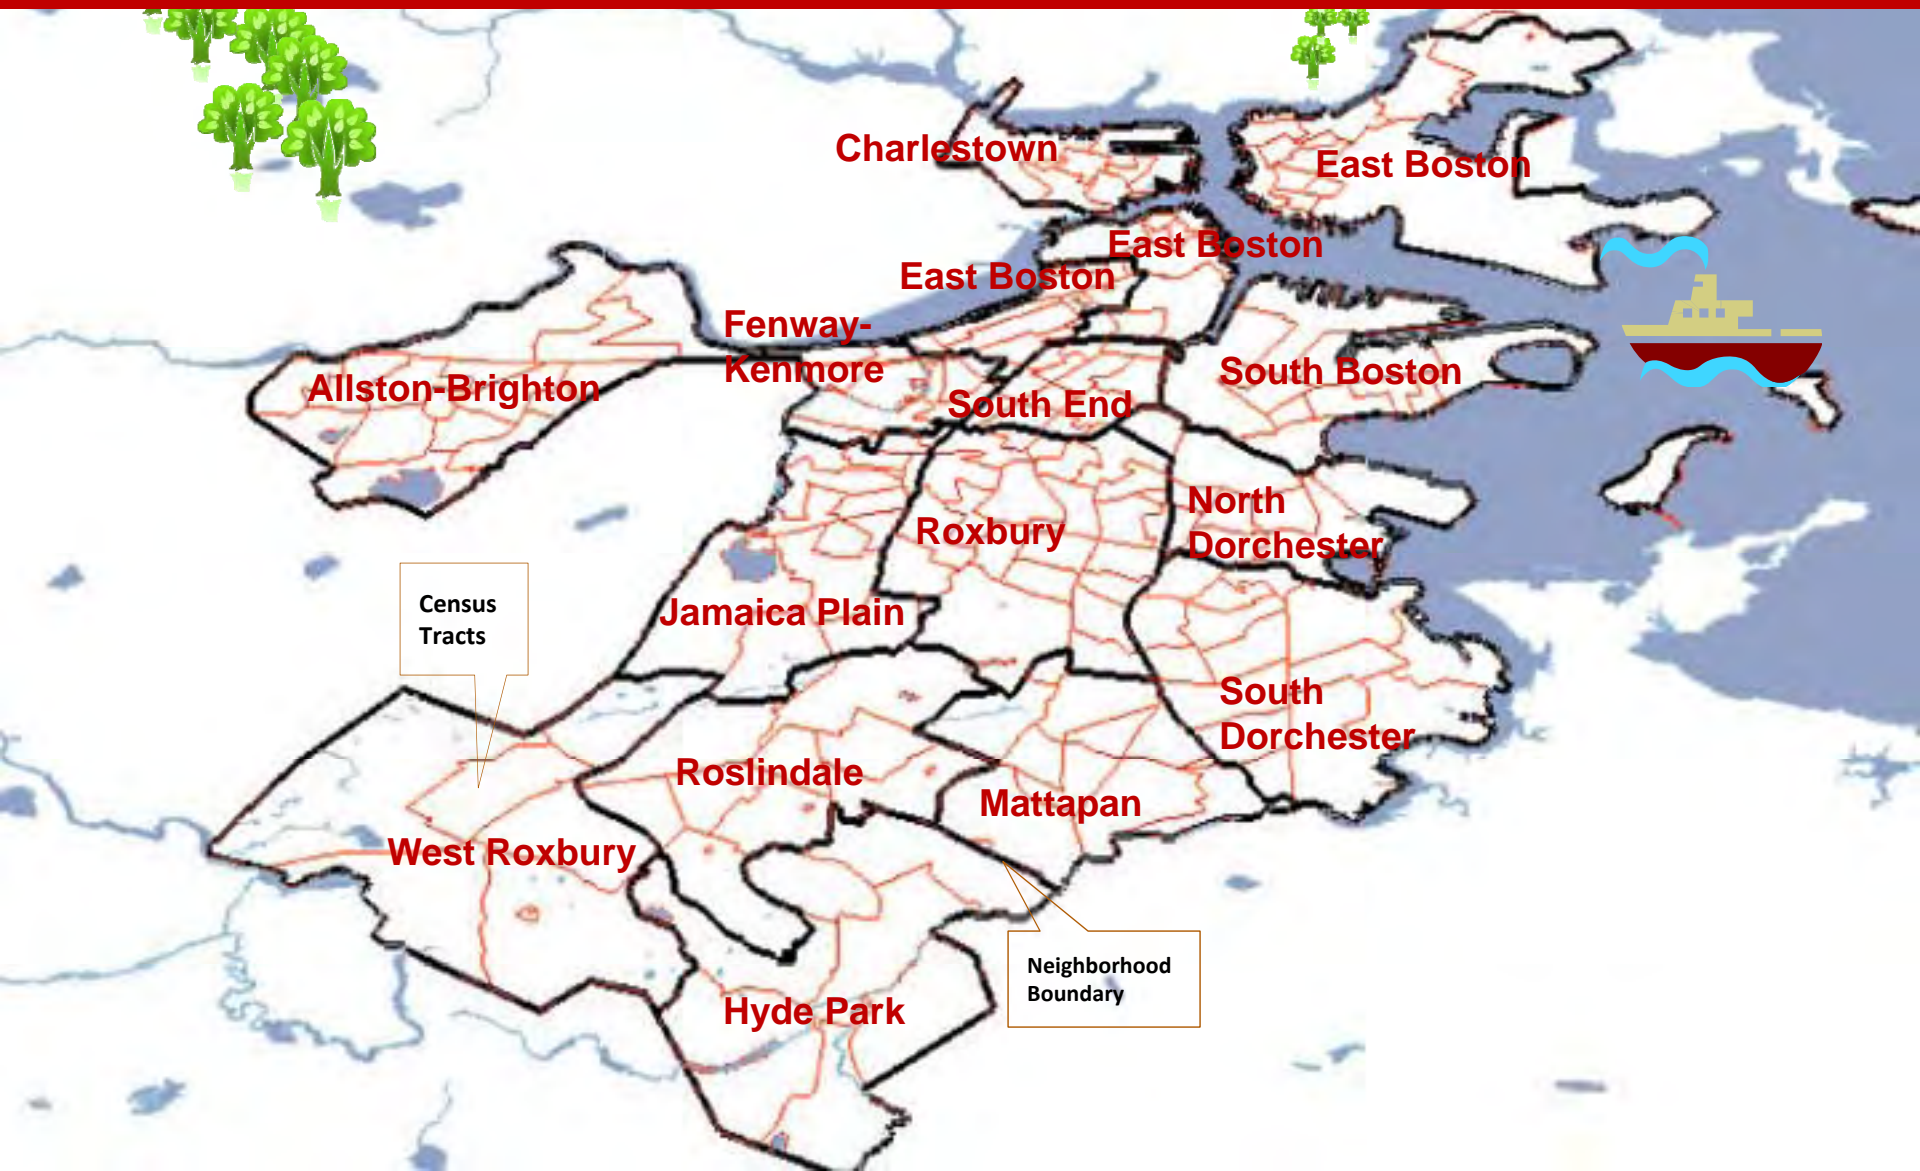 Charlestown
East Boston
East Boston
East Boston
Fenway-
Kenmore
Allston-Brighton
South Boston
South End
North
Dorchester
Roxbury
Census
Tracts
Jamaica Plain
South
Dorchester
Roslindale
Mattapan
West Roxbury
Neighborhood
Boundary
Hyde Park